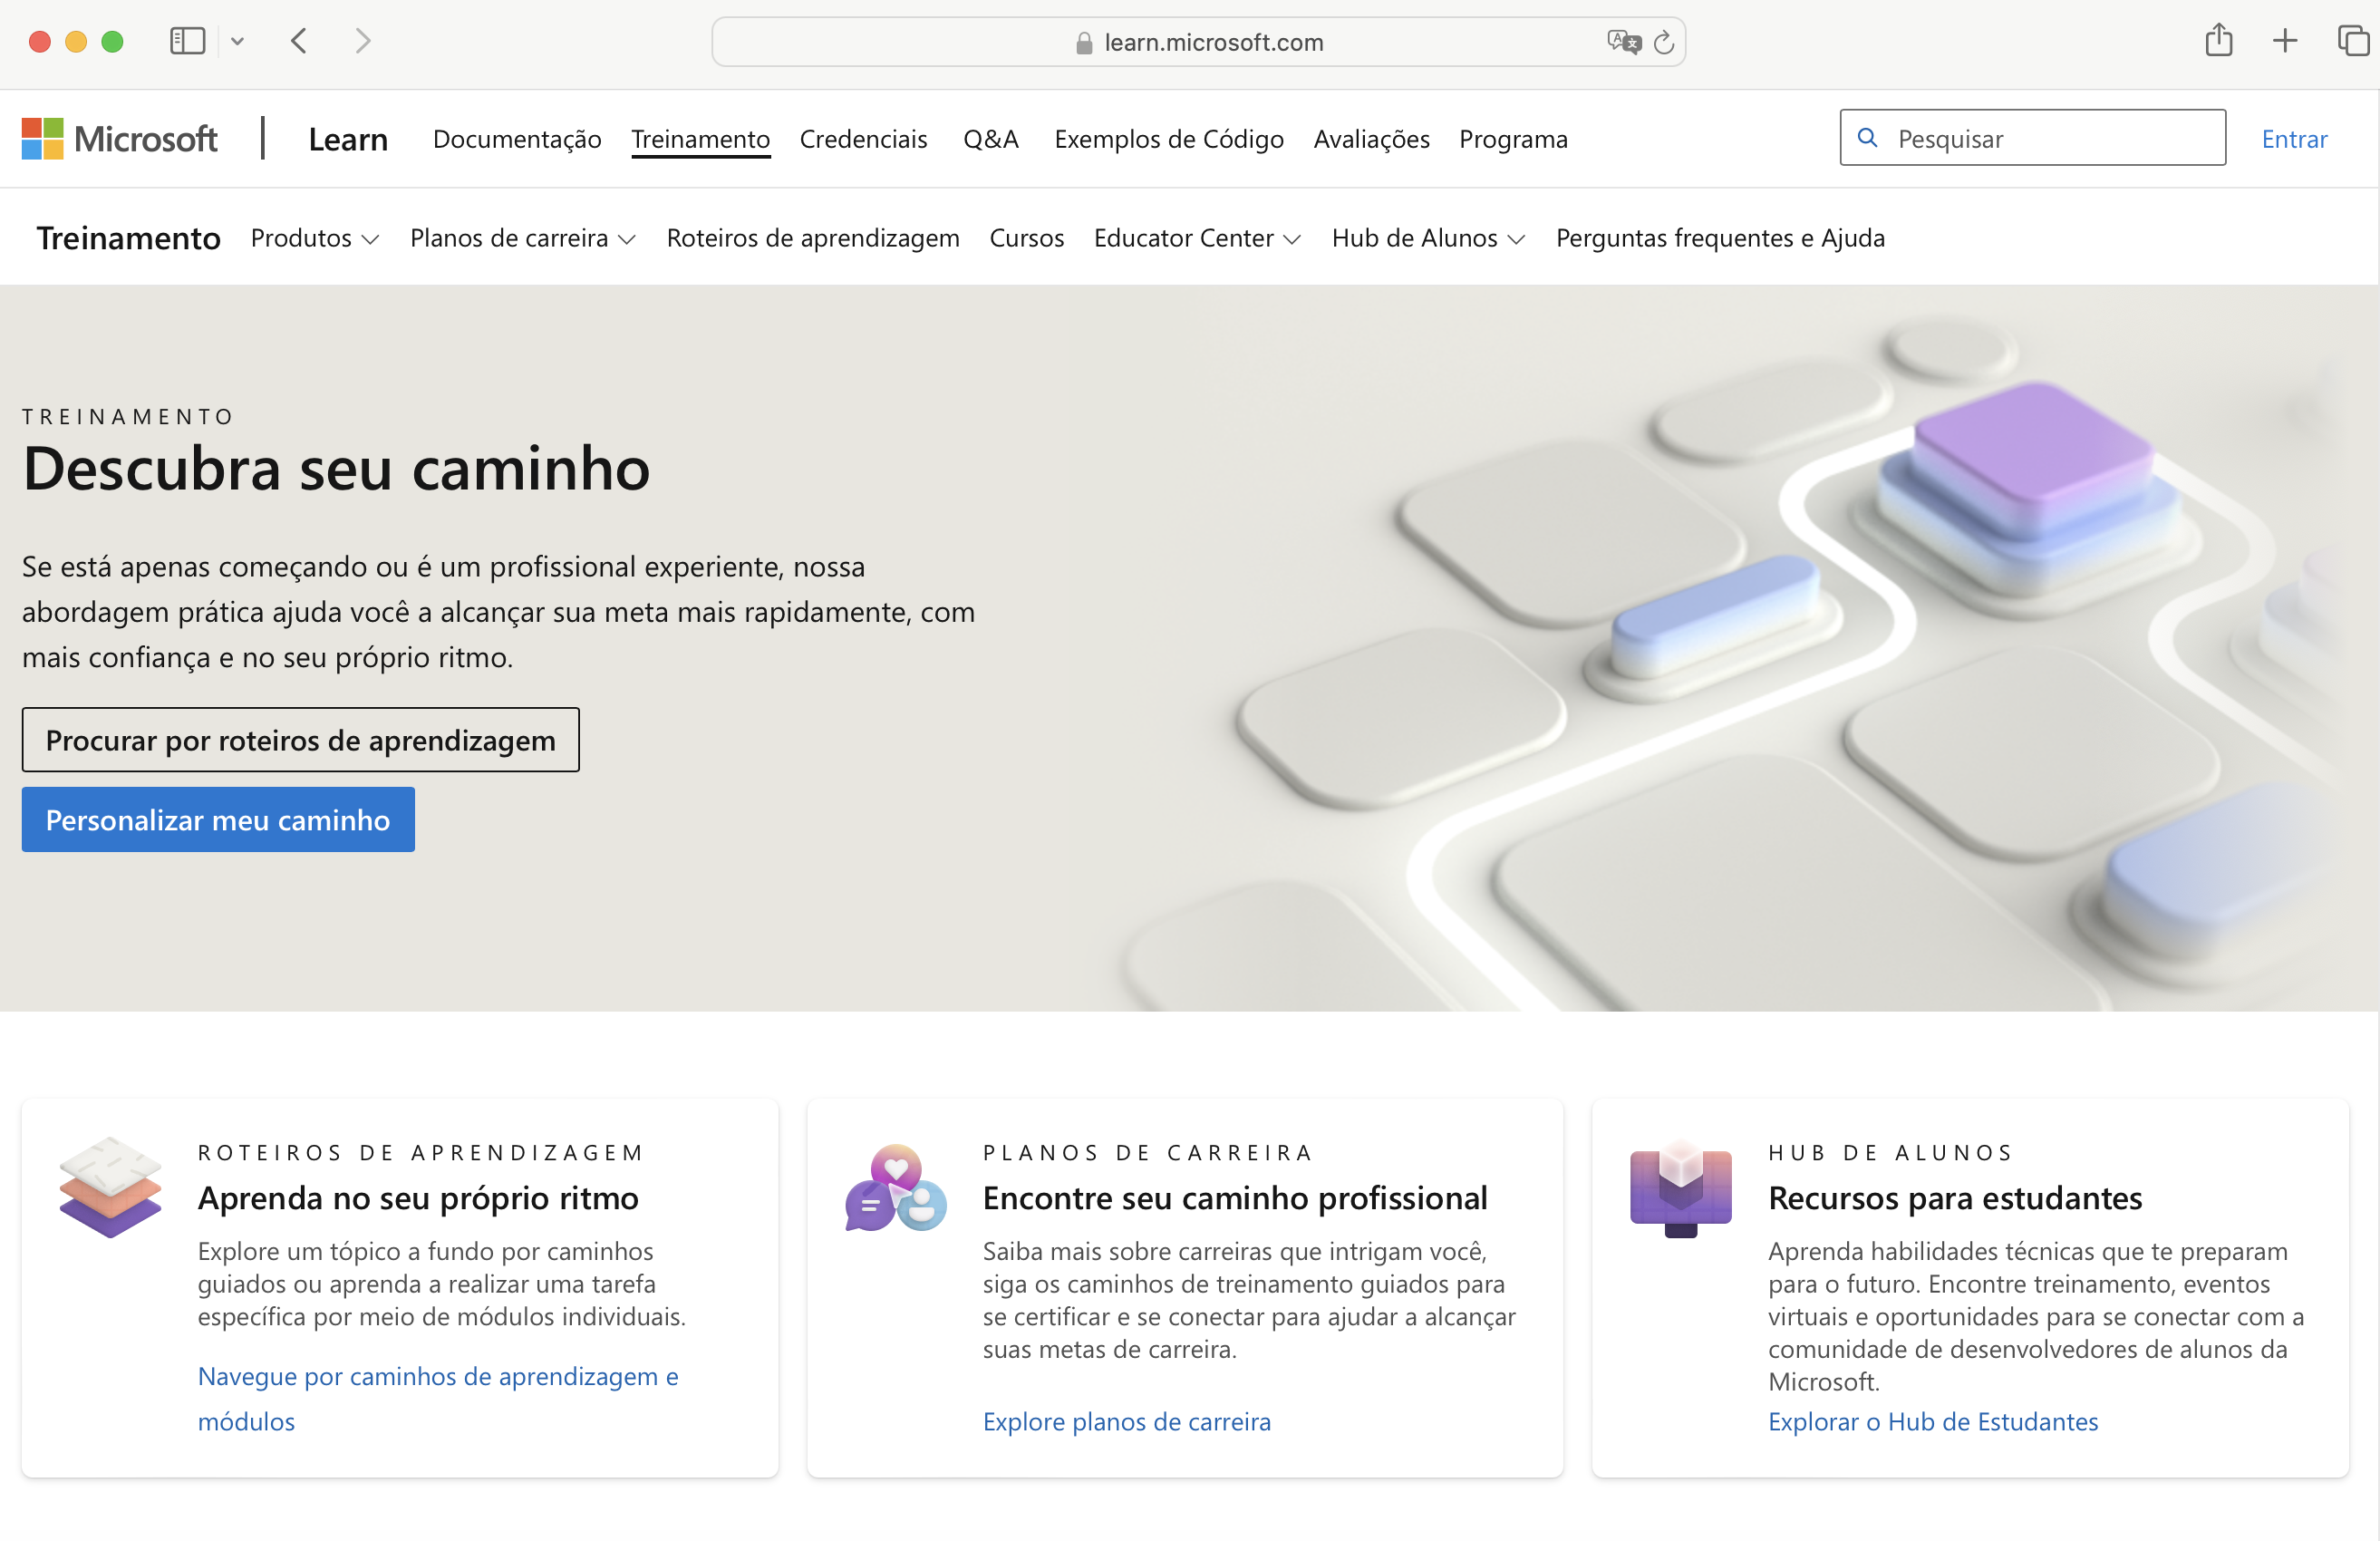 learn.microsoft.com
Microsoft Learn Documentação Treinamento Credenciais Q&A Exemplos de Código Avaliações Programa Pesquisar Entrar
Treinamento Produtos Planos de carreira Roteiros de aprendizagem Cursos Educator Center Hub de Alunos Perguntas frequentes e Ajuda
TREINAMENTO
Descubra seu caminho
Se está apenas começando ou é um profissional experiente, nossa
abordagem prática ajuda você a alcançar sua meta mais rapidamente, com
mais confiança e no seu próprio ritmo.
Procurar por roteiros de aprendizagem
Personalizar meu caminho
ROTEIROS DE APRENDIZAGEM
Aprenda no seu próprio ritmo
Explore um tópico a fundo por caminhos
guiados ou aprenda a realizar uma tarefa
específica por meio de módulos individuais.
Navegue por caminhos de aprendizagem e
módulos
PLANOS DE CARREIRA
Encontre seu caminho profissional
Saiba mais sobre carreiras que intrigam você,
siga os caminhos de treinamento guiados para
se certificar e se conectar para ajudar a alcançar
suas metas de carreira.
Explore planos de carreira
HUB DE ALUNOS
Recursos para estudantes
Aprenda habilidades técnicas que te preparam
para o futuro. Encontre treinamento, eventos
virtuais e oportunidades para se conectar com a
comunidade de desenvolvedores de alunos da
Microsoft.
Explorar o Hub de Estudantes